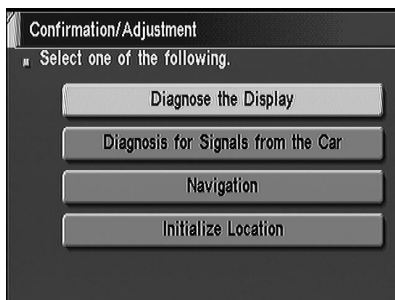 Confirmation/Adjustment
Select one of the following.
Diagnose the Display
Diagnosis for Signals from the Car
Navigation
Initialize Location